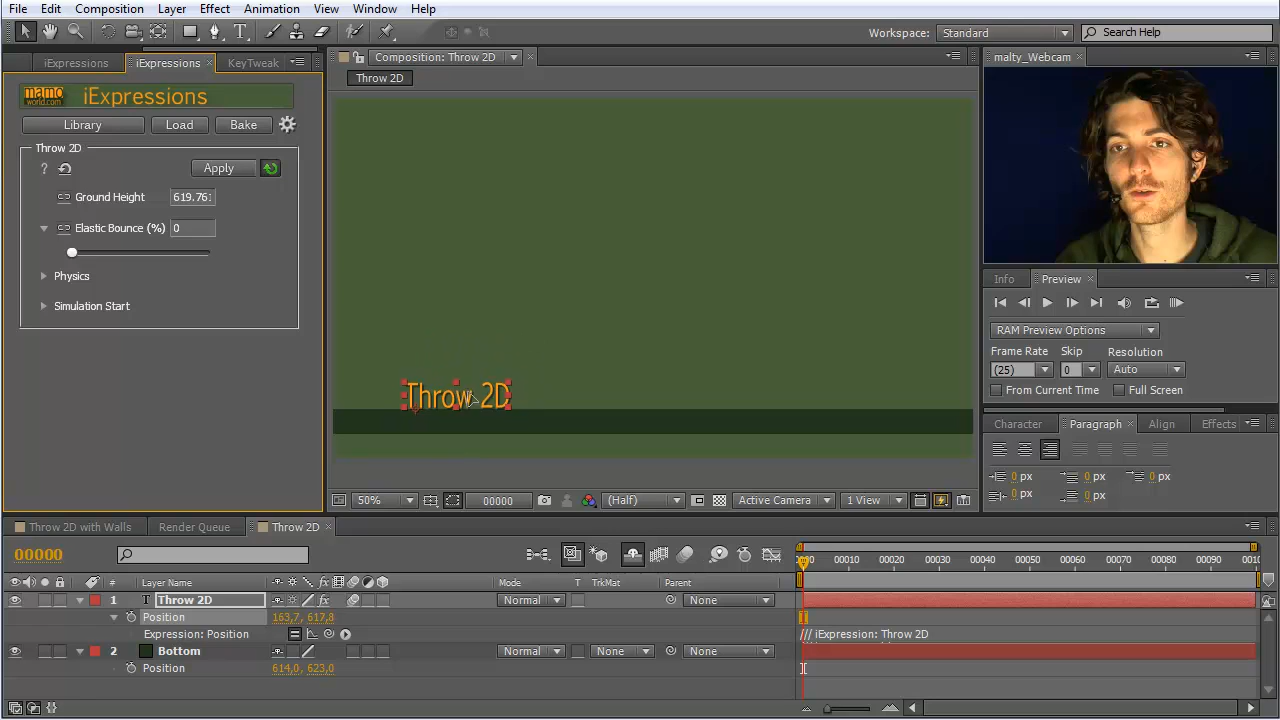 File Edit Composition Layer Effect Animation View Window Help
Workspace: Standard Search Help
iExpressions iExpressions KeyTweak
Composition: Throw 2D
malty_Webcam
Throw 2D
mamo world.com iExpressions
Library Load Bake
Throw 2D
Apply
Ground Height 619.76
Elastic Bounce (%) 0
Physics
Simulation Start
Throw 2D
Info Preview
RAM Preview Options
Frame Rate Skip Resolution
(25) 0 Auto
From Current Time Full Screen
Character Paragraph Align Effects
0 px 0 px 0 px
0 px 0 px
50% 00000 (Half) Active Camera 1 View
Throw 2D with Walls Render Queue Throw 2D
00000
00010 00020 00030 00040 00050 00060 00070 00080 00090
# Layer Name fx Mode T TrkMat Parent
1 T Throw 2D fx Normal None
Position 163,7, 617,8
Expression: Position /// iExpression: Throw 2D
2 Bottom Normal None None
Position 614,0, 623,0